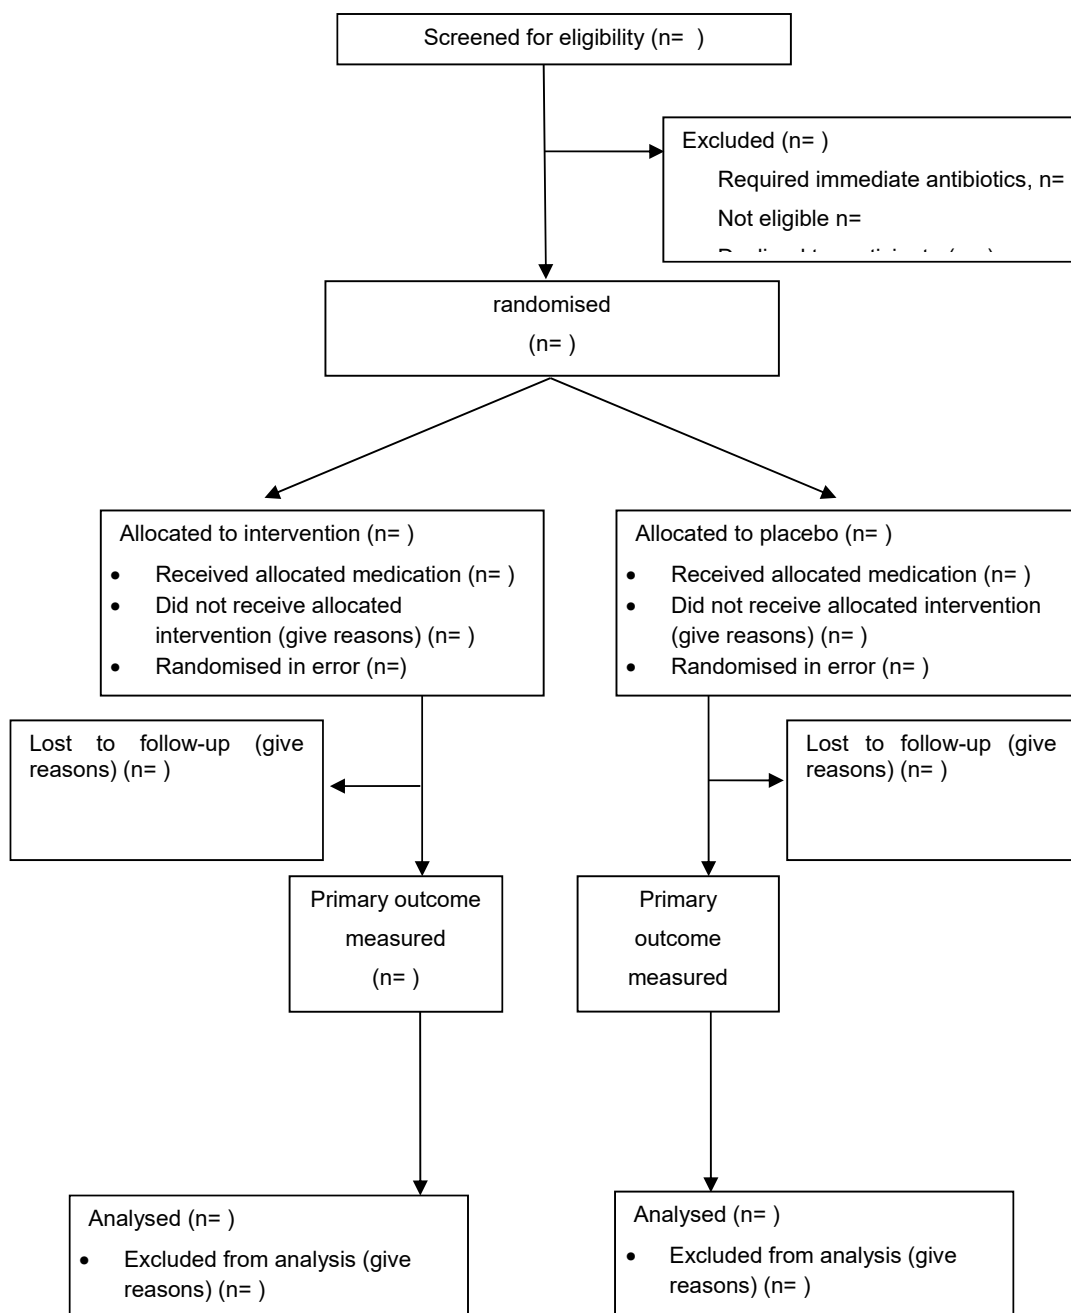 Screened for eligibility (n=  )
Excluded (n= )
Required immediate antibiotics, n=
Not eligible n=
randomised
(n= )
Allocated to intervention (n= )
• Received allocated medication (n= )
• Did not receive allocated
intervention (give reasons) (n= )
• Randomised in error (n=)
Allocated to placebo (n= )
• Received allocated medication (n= )
• Did not receive allocated intervention
(give reasons) (n= )
• Randomised in error (n= )
Lost to follow-up (give
reasons) (n= )
Lost to follow-up (give
reasons) (n= )
Primary outcome
measured
(n= )
Primary
outcome
measured
Analysed (n= )
• Excluded from analysis (give
reasons) (n= )
Analysed (n= )
• Excluded from analysis (give
reasons) (n= )